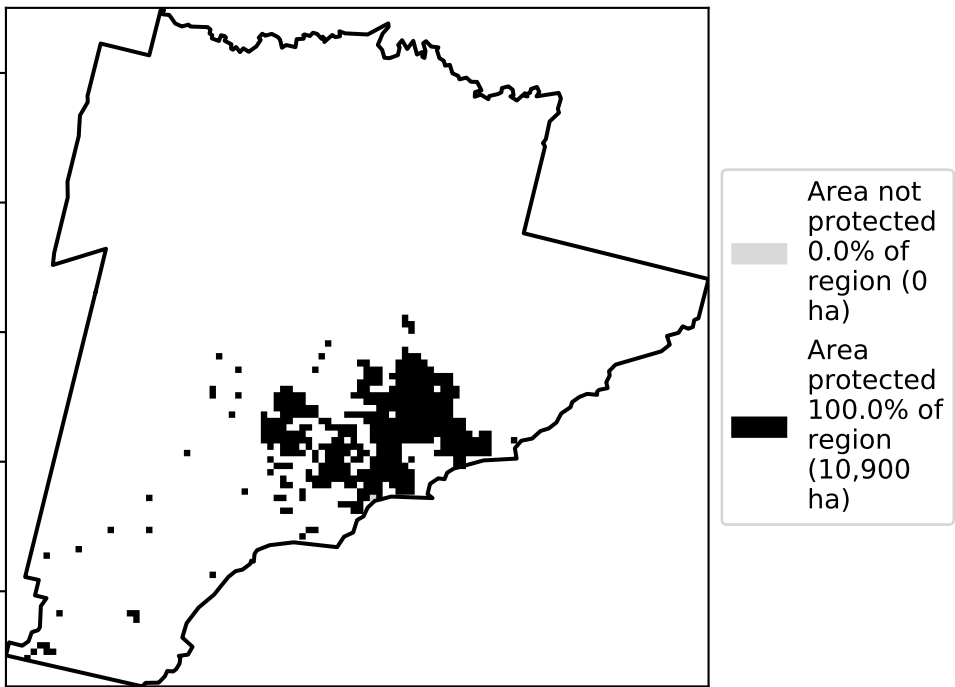 Area not
protected
0.0% of
region (0
ha)
Area
protected
100.0% of
region
(10,900
ha)